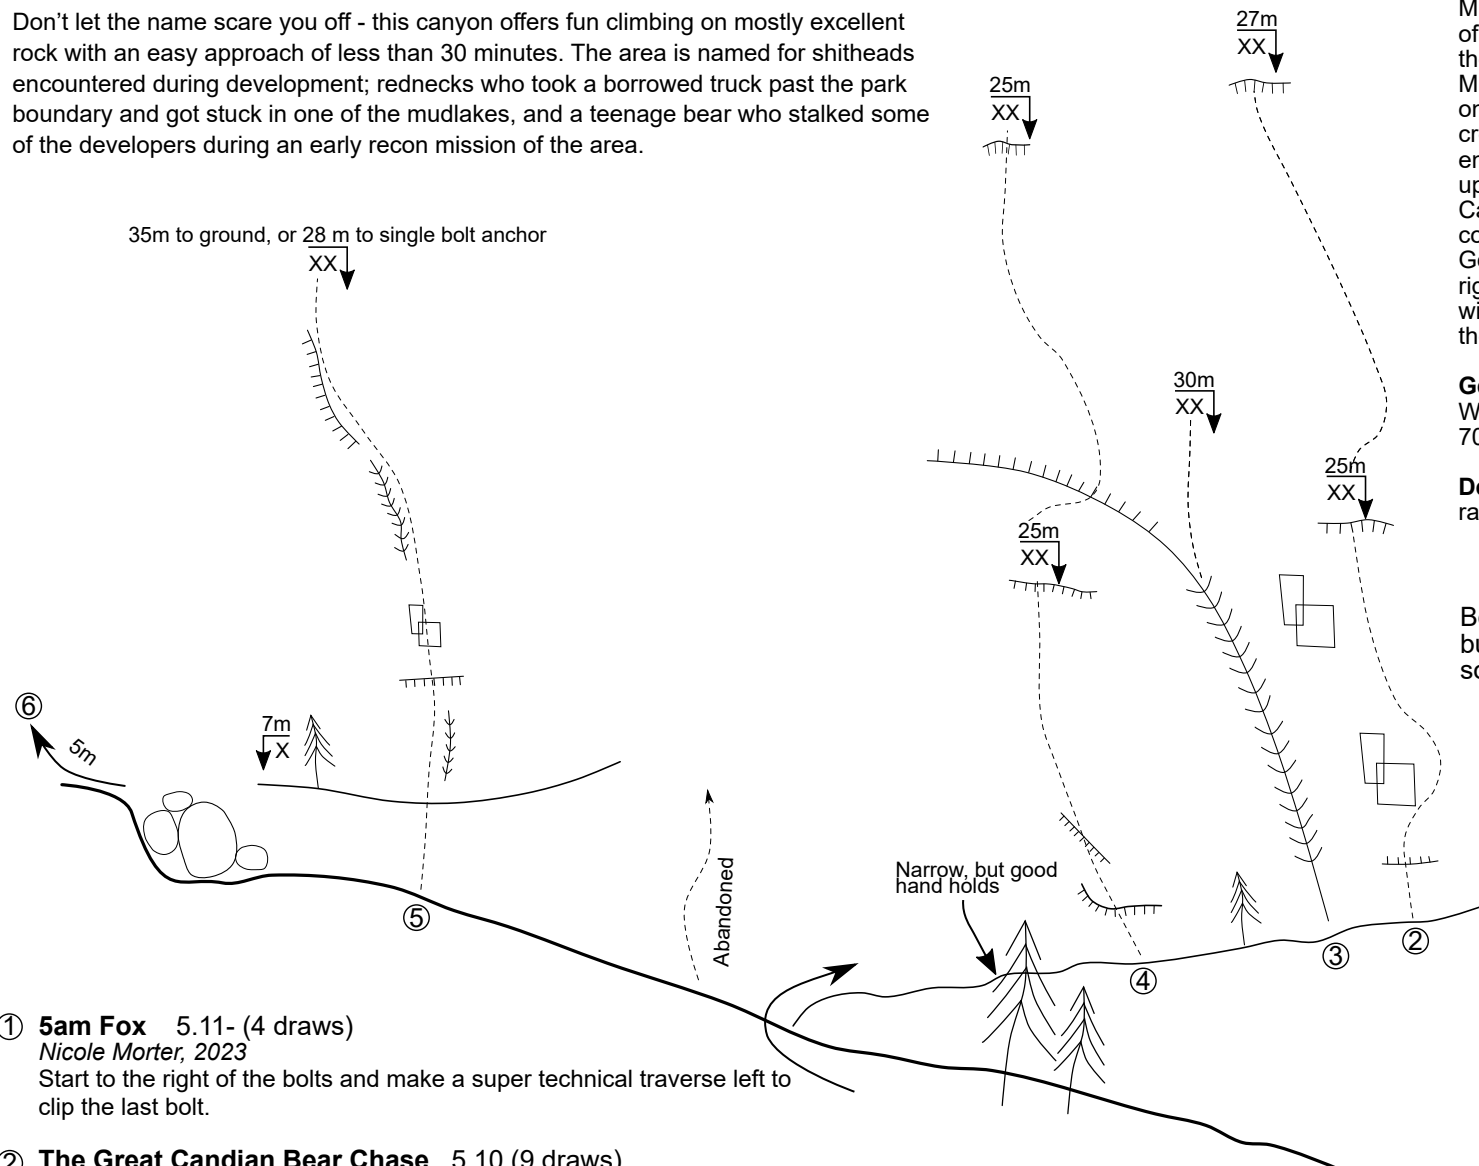 Don't let the name scare you off - this canyon offers fun climbing on mostly excellent
rock with an easy approach of less than 30 minutes. The area is named for shitheads
encountered during development; rednecks who took a borrowed truck past the park
boundary and got stuck in one of the mudlakes, and a teenage bear who stalked some
of the developers during an early recon mission of the area.
27m
XX
25m
XX
35m to ground, or 28 m to single bolt anchor
XX
30m
XX
25m
XX
25m
XX
70
6
5m
7m
X
Abandoned
Narrow, but good
hand holds
5
4
3
2
1 5am Fox 5.11- (4 draws)
Nicole Morter, 2023
Start to the right of the bolts and make a super technical traverse left to
clip the last bolt.
2 The Great Candian Bear Chase 5.10 (9 draws)